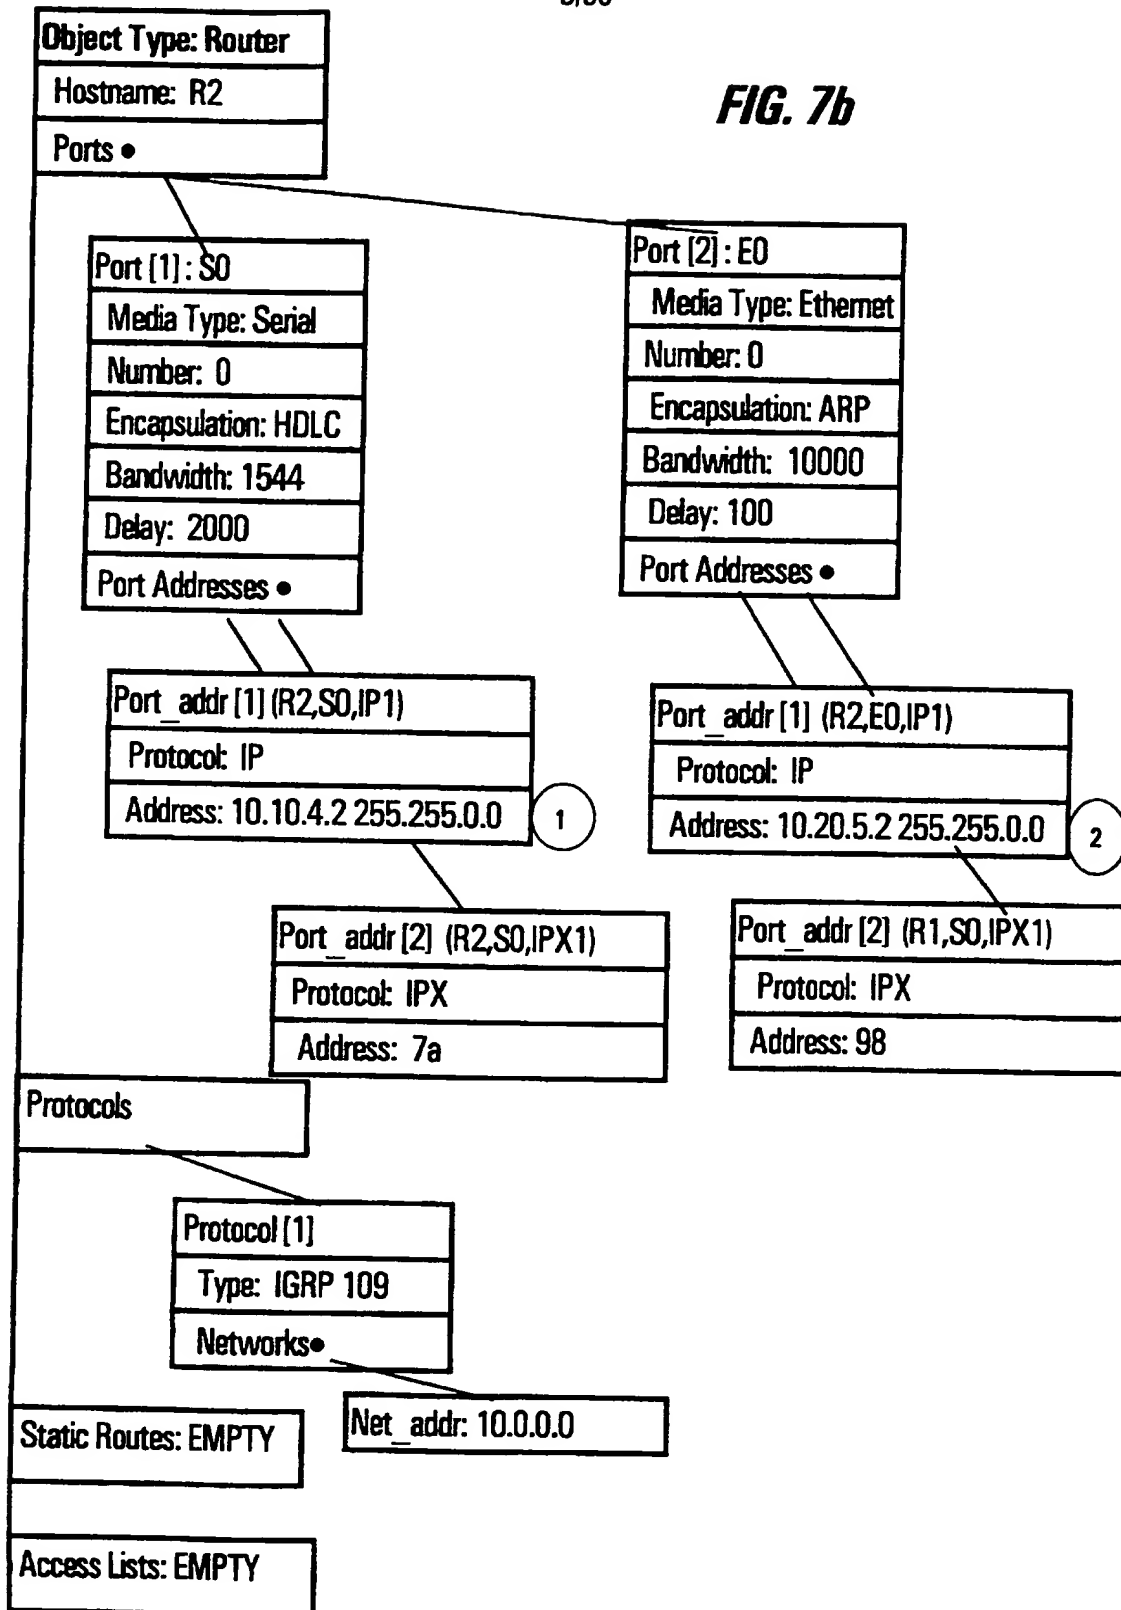 Object Type: Router
Hostname: R2
Ports
FIG. 7b
Port [1] : S0
Media Type: Serial
Number: 0
Encapsulation: HDLC
Bandwidth: 1544
Delay: 2000
Port Addresses
Port [2] : E0
Media Type: Ethernet
Number: 0
Encapsulation: ARP
Bandwidth: 10000
Delay: 100
Port Addresses
Port_addr [1] (R2,S0,IP1)
Protocol: IP
Address: 10.10.4.2 255.255.0.0
1
Port_addr [1] (R2,E0,IP1)
Protocol: IP
Address: 10.20.5.2 255.255.0.0
2
Port_addr [2] (R2,S0,IPX1)
Protocol: IPX
Address: 7a
Port_addr [2] (R1,S0,IPX1)
Protocol: IPX
Address: 98
Protocols
Protocol [1]
Type: IGRP 109
Networks
Net_addr: 10.0.0.0
Static Routes: EMPTY
Access Lists: EMPTY